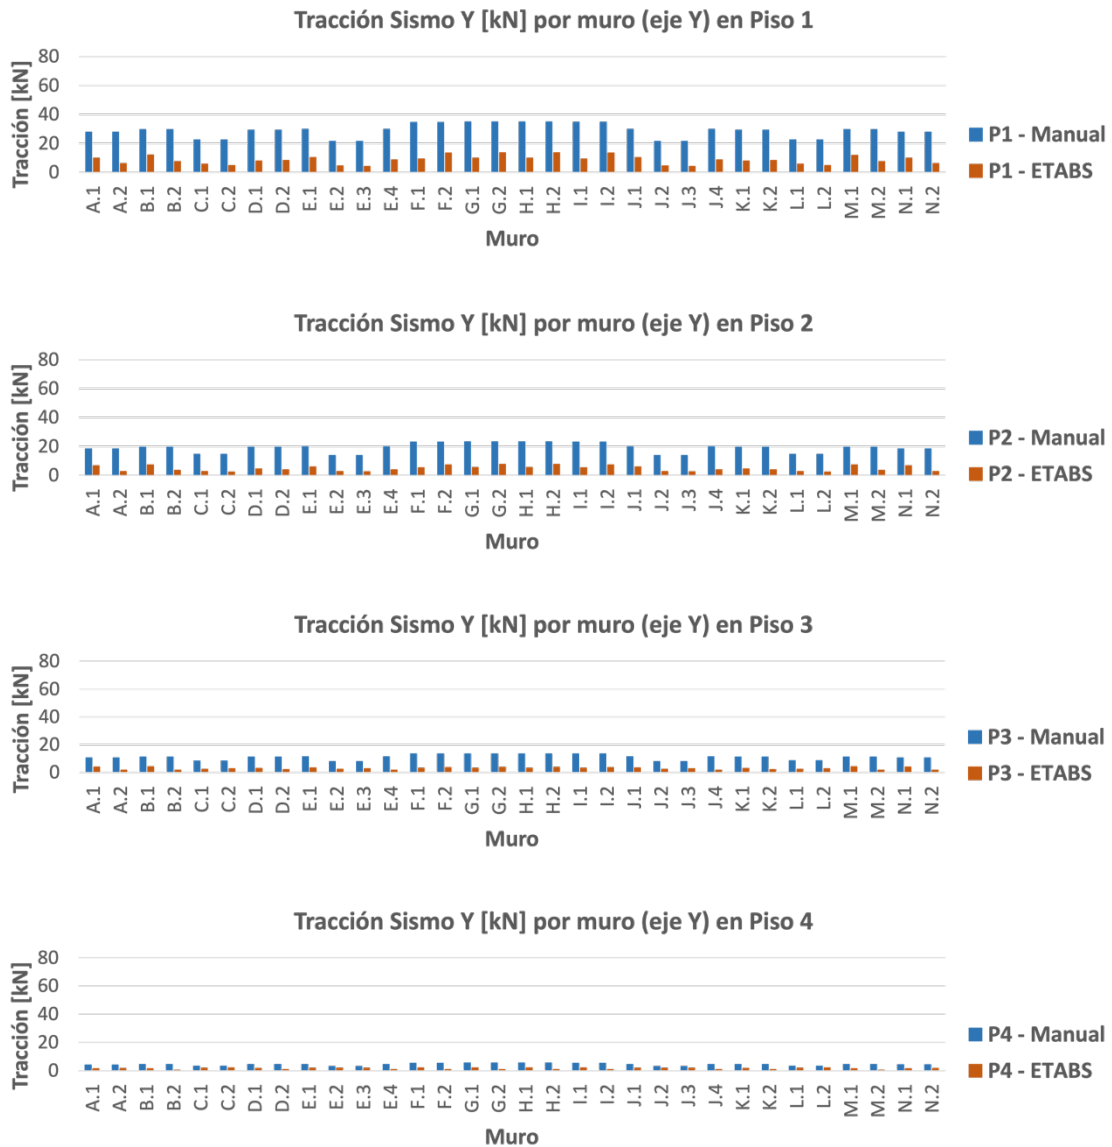 Tracción Sismo Y [kN] por muro (eje Y) en Piso 1
Tracción [kN]
80
60
40
20
0
A.1 A.2 B.1 B.2 C.1 C.2 D.1 D.2 E.1 E.2 E.3 E.4 F.1 F.2 G.1 G.2 H.1 H.2 I.1 I.2 J.1 J.2 J.3 J.4 K.1 K.2 L.1 L.2 M.1 M.2 N.1 N.2
Muro
P1 - Manual
P1 - ETABS
Tracción Sismo Y [kN] por muro (eje Y) en Piso 2
Tracción [kN]
80
60
40
20
0
A.1 A.2 B.1 B.2 C.1 C.2 D.1 D.2 E.1 E.2 E.3 E.4 F.1 F.2 G.1 G.2 H.1 H.2 I.1 I.2 J.1 J.2 J.3 J.4 K.1 K.2 L.1 L.2 M.1 M.2 N.1 N.2
Muro
P2 - Manual
P2 - ETABS
Tracción Sismo Y [kN] por muro (eje Y) en Piso 3
Tracción [kN]
80
60
40
20
0
A.1 A.2 B.1 B.2 C.1 C.2 D.1 D.2 E.1 E.2 E.3 E.4 F.1 F.2 G.1 G.2 H.1 H.2 I.1 I.2 J.1 J.2 J.3 J.4 K.1 K.2 L.1 L.2 M.1 M.2 N.1 N.2
Muro
P3 - Manual
P3 - ETABS
Tracción Sismo Y [kN] por muro (eje Y) en Piso 4
Tracción [kN]
80
60
40
20
0
A.1 A.2 B.1 B.2 C.1 C.2 D.1 D.2 E.1 E.2 E.3 E.4 F.1 F.2 G.1 G.2 H.1 H.2 I.1 I.2 J.1 J.2 J.3 J.4 K.1 K.2 L.1 L.2 M.1 M.2 N.1 N.2
Muro
P4 - Manual
P4 - ETABS